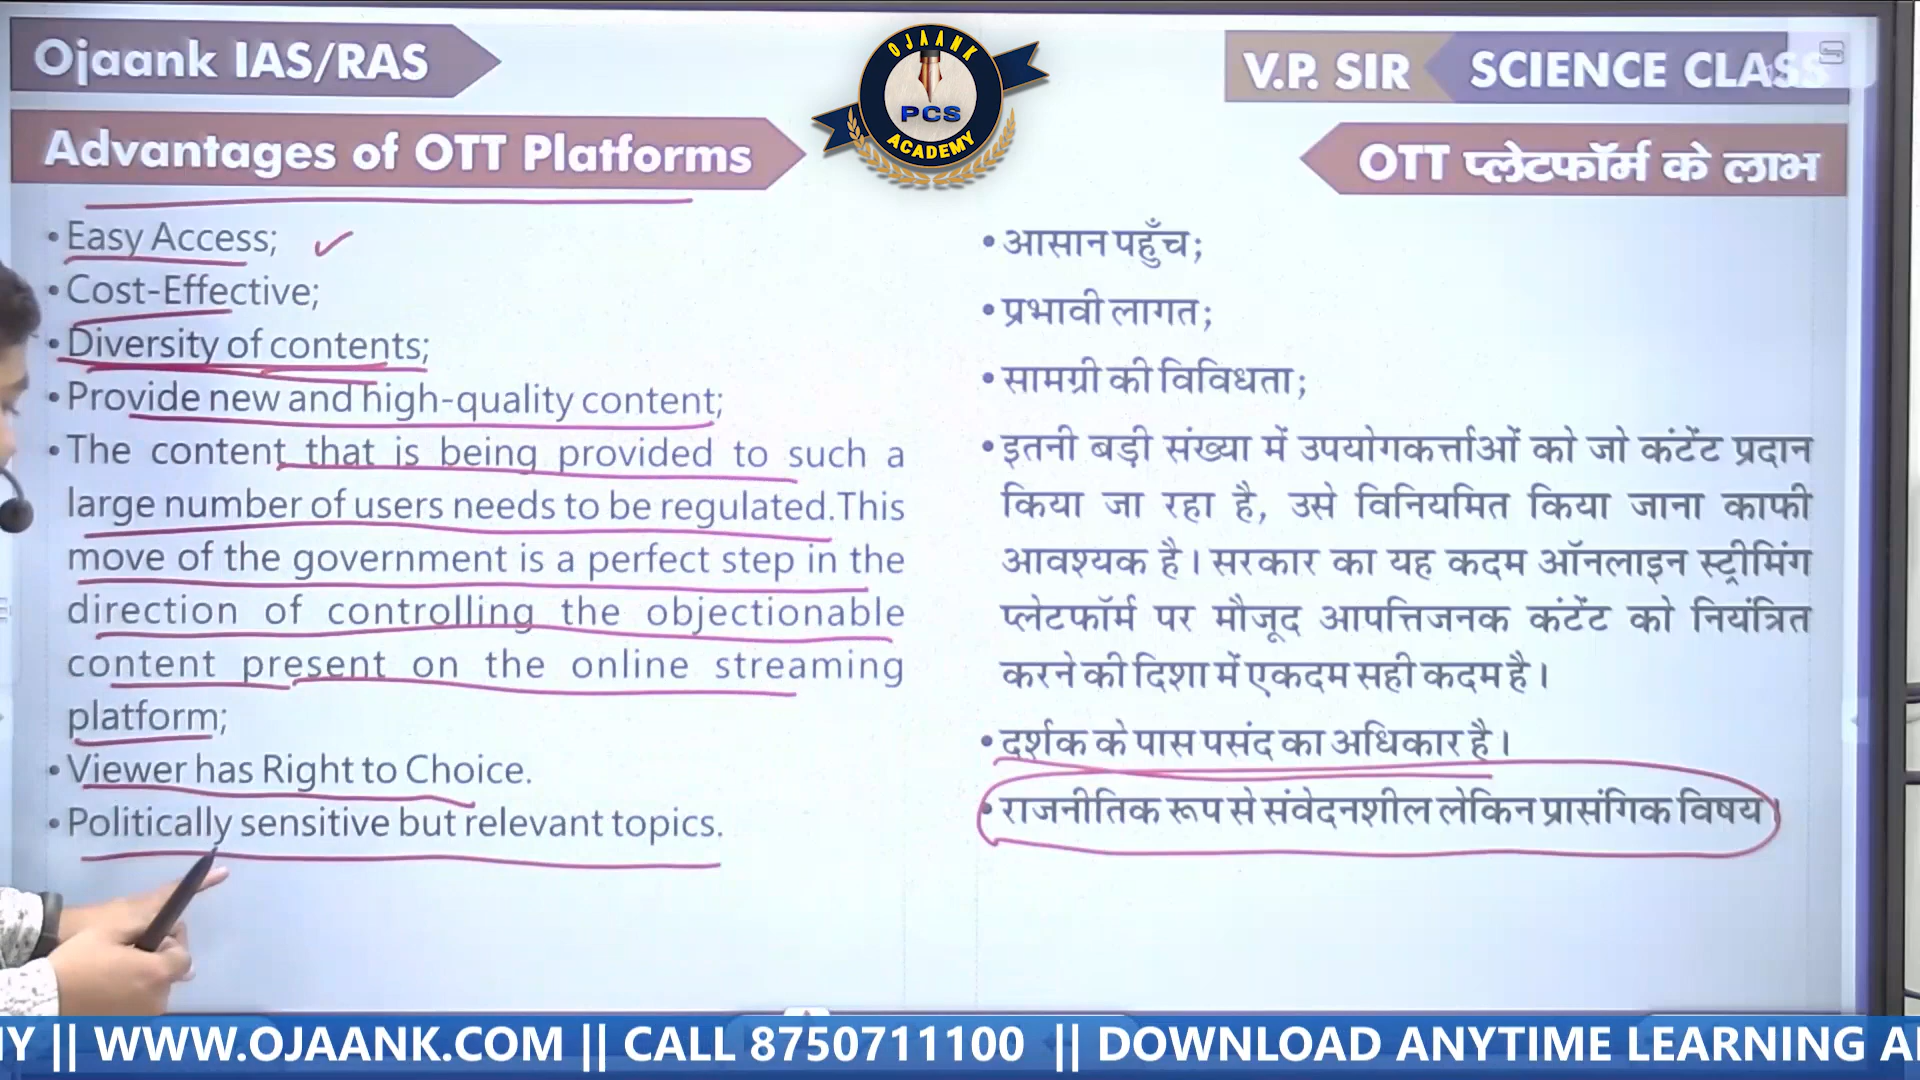 Ojaank IAS/RAS
OJAANK
PCS
ACADEMY
V.P. SIR
SCIENCE CLASS
Advantages of OTT Platforms
OTT प्लेटफॉर्म के लाभ
• Easy Access;
• Cost-Effective;
• Diversity of contents;
• Provide new and high-quality content;
• The content that is being provided to such a
large number of users needs to be regulated.This
move of the government is a perfect step in the
direction of controlling the objectionable
content present on the online streaming
platform;
• Viewer has Right to Choice.
• Politically sensitive but relevant topics.
• आसान पहुँच;
• प्रभावी लागत;
• सामग्री की विविधता;
• इतनी बड़ी संख्या में उपयोगकर्त्ताओं को जो कंटेंट प्रदान
किया जा रहा है, उसे विनियमित किया जाना काफी
आवश्यक है। सरकार का यह कदम ऑनलाइन स्ट्रीमिंग
प्लेटफॉर्म पर मौजूद आपत्तिजनक कंटेंट को नियंत्रित
करने की दिशा में एकदम सही कदम है।
• दर्शक के पास पसंद का अधिकार है।
• राजनीतिक रूप से संवेदनशील लेकिन प्रासंगिक विषय।
Y || WWW.OJAANK.COM || CALL 8750711100 || DOWNLOAD ANYTIME LEARNING A